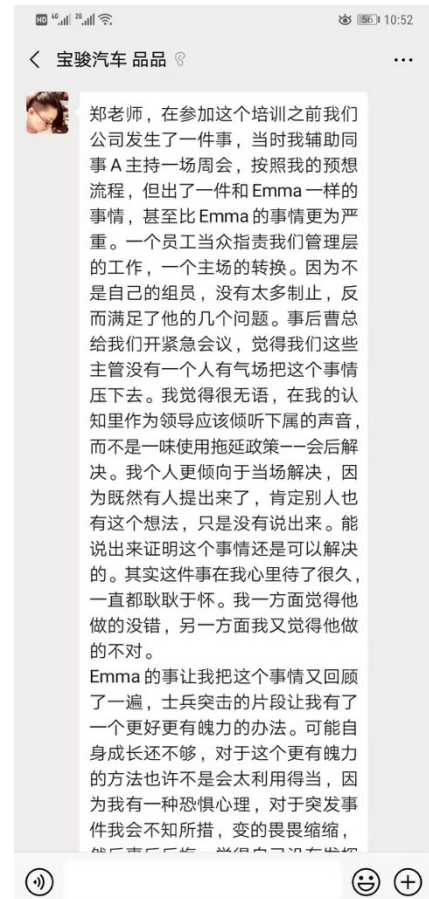 HD 4G 2G 56 10:52
宝骏汽车 品品
郑老师，在参加这个培训之前我们
公司发生了一件事，当时我辅助同
事A主持一场周会，按照我的预想
流程，但出了一件和Emma一样的
事情，甚至比Emma的事情更为严
重。一个员工当众指责我们管理层
的工作，一个主场的转换。因为不
是自己的组员，没有太多制止，反
而满足了他的几个问题。事后曹总
给我们开紧急会议，觉得我们这些
主管没有一个人有气场把这个事情
压下去。我觉得很无语，在我的认
知里作为领导应该倾听下属的声音，
而不是一味使用拖延政策——会后解
决。我个人更倾向于当场解决，因
为既然有人提出来了，肯定别人也
有这个想法，只是没有说出来。能
说出来证明这个事情还是可以解决
的。其实这件事在我心里待了很久，
一直都耿耿于怀。我一方面觉得他
做的没错，另一方面我又觉得他做
的不对。
Emma的事让我把这个事情又回顾
了一遍，士兵突击的片段让我有了
一个更好更有魄力的办法。可能自
身成长还不够，对于这个更有魄力
的方法也许不是会太利用得当，因
为我有一种恐惧心理，对于突发事
件我会不知所措，变的畏畏缩缩，